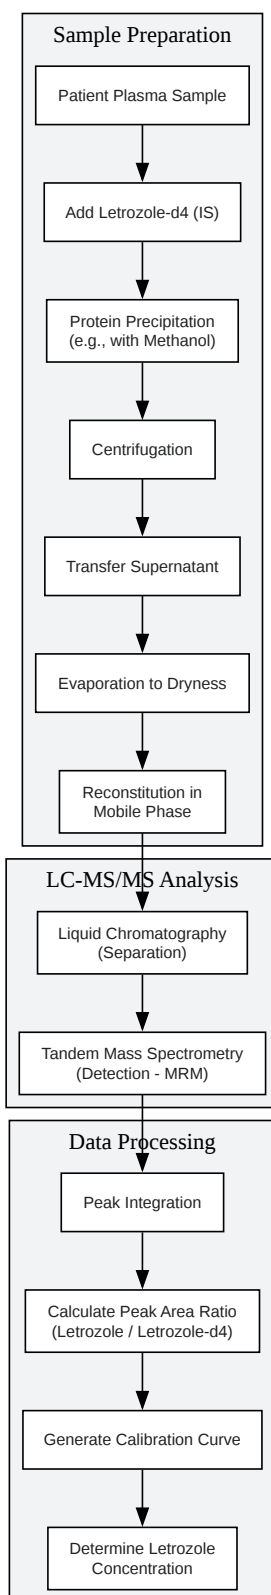 Sample Preparation
Patient Plasma Sample
Add Letrozole-d4 (IS)
Protein Precipitation
(e.g., with Methanol)
Centrifugation
Transfer Supernatant
Evaporation to Dryness
Reconstitution in
Mobile Phase
LC-MS/MS Analysis
Liquid Chromatography
(Separation)
Tandem Mass Spectrometry
(Detection - MRM)
Data Processing
Peak Integration
Calculate Peak Area Ratio
(Letrozole / Letrozole-d4)
Generate Calibration Curve
Determine Letrozole
Concentration